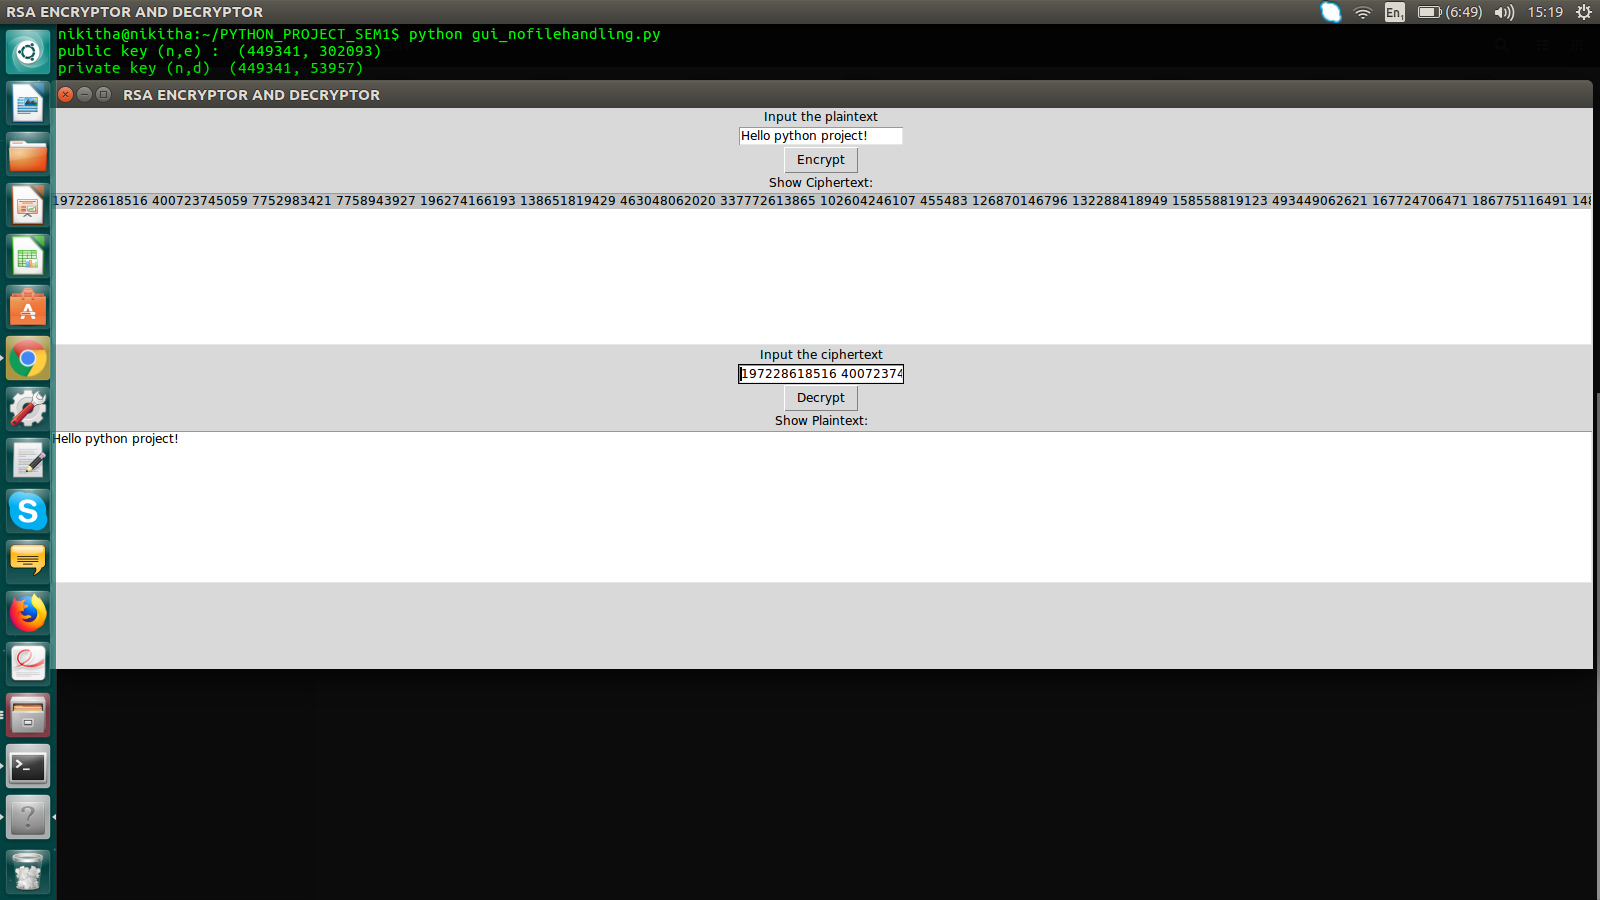 RSA ENCRYPTOR AND DECRYPTOR En1 (6:49) 15:19
nikitha@nikitha:~/PYTHON_PROJECT_SEM1$ python gui_nofilehandling.py
public key (n,e) :  (449341, 302093)
private key (n,d)  (449341, 53957)
RSA ENCRYPTOR AND DECRYPTOR
Input the plaintext
Hello python project!
Encrypt
Show Ciphertext:
197228618516 400723745059 7752983421 7758943927 196274166193 138651819429 463048062020 337772613865 102604246107 455483 126870146796 132288418949 158558819123 493449062621 167724706471 186775116491 148
Input the ciphertext
197228618516 40072374
Decrypt
Show Plaintext:
Hello python project!